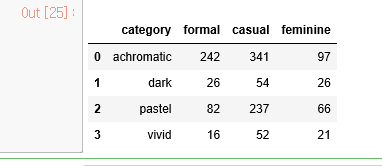 Out [25]:
category formal casual feminine
0 achromatic 242 341 97
1 dark 26 54 26
2 pastel 82 237 66
3 vivid 16 52 21